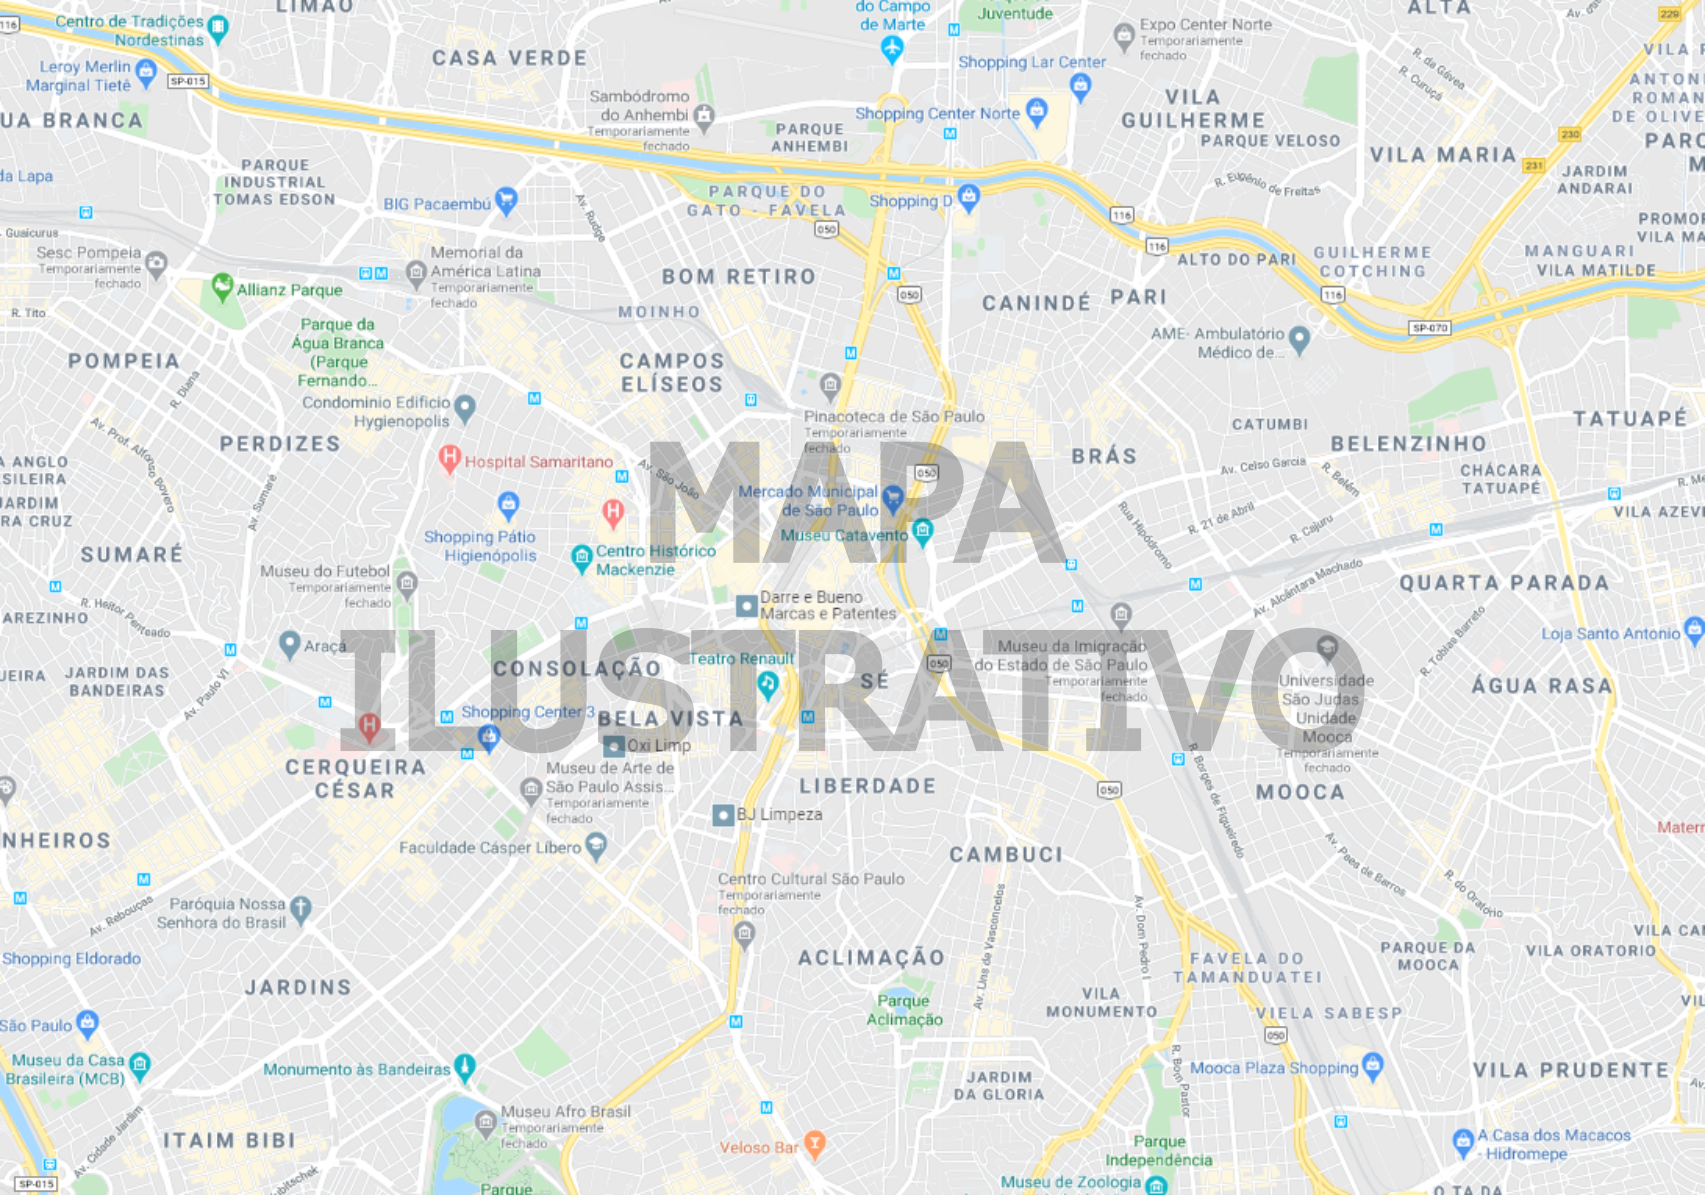 LIMÃO
116
Centro de Tradições
Nordestinas
Leroy Merlin
Marginal Tietê
SP-015
CASA VERDE
do Campo
de Marte
Juventude
Expo Center Norte
Temporariamente
fechado
ALTA
229
Shopping Lar Center
R. da Gávea
R. Curuçá
VILA
GUILHERME
PARQUE VELOSO
VILA MARIA
230
231
ANTON
ROMAN
DE OLIVE
PARQ
M
JARDIM
ANDARAI
UA BRANCA
Sambódromo
do Anhembi
Temporariamente
fechado
Shopping Center Norte
PARQUE
ANHEMBI
PARQUE
INDUSTRIAL
TOMAS EDSON
da Lapa
BIG Pacaembú
Av. Rudge
PARQUE DO
GATO - FAVELA
050
Shopping D
R. Eugênio de Freitas
116
116
ALTO DO PARI
GUILHERME
COTCHING
116
PROMOR
VILA MA
MANGUARI
VILA MATILDE
SP-070
Guaicurus
Sesc Pompeia
Temporariamente
fechado
Allianz Parque
Memorial da
América Latina
Temporariamente
fechado
BOM RETIRO
MOINHO
050
CANINDÉ
PARI
AME- Ambulatório
Médico de...
R. Tito
POMPEIA
Parque da
Água Branca
(Parque
Fernando...
R. Diana
CAMPOS
ELÍSEOS
Condominio Edificio
Hygienopolis
Pinacoteca de São Paulo
Temporariamente
fechado
CATUMBI
TATUAPÉ
BELENZINHO
Av. Prof. Alfonso Bovero
PERDIZES
Hospital Samaritano
Av. São João
MAPA
050
BRÁS
Av. Celso Garcia
R. Belém
CHÁCARA
TATUAPÉ
A ANGLO
SILEIRA
JARDIM
RA CRUZ
Av. Sumaré
Shopping Pátio
Higienópolis
Mercado Municipal
de São Paulo
Museu Catavento
Rua Hipódromo
R. 21 de Abril
R. Cajuru
VILA AZEV
SUMARÉ
Centro Histórico
Mackenzie
Museu do Futebol
Temporariamente
fechado
Darre e Bueno
Marcas e Patentes
Av. Alcântara Machado
QUARTA PARADA
R. Heitor Penteado
AREZINHO
Araçá
ILUSTRATIVO
CONSOLAÇÃO
Teatro Renault
SÉ
050
Museu da Imigração
do Estado de São Paulo
Temporariamente
fechado
Universidade
São Judas
Unidade
Mooca
Temporariamente
fechado
R. Tobias Barreto
Loja Santo Antonio
JARDIM DAS
BANDEIRAS
UEIRA
Av. Paulo VI
ÁGUA RASA
Shopping Center 3
BELA VISTA
Oxi Limp
CERQUEIRA
CÉSAR
Museu de Arte de
São Paulo Assis...
Temporariamente
fechado
LIBERDADE
050
R. Borges de Figueiredo
MOOCA
BJ Limpeza
NHEIROS
Faculdade Cásper Líbero
CAMBUCI
Matern
Av. Paes de Barros
Centro Cultural São Paulo
Temporariamente
fechado
Av. Rebouças
Paróquia Nossa
Senhora do Brasil
Av. Lins de Vasconcelos
Av. Dom Pedro I
R. do Oratório
Shopping Eldorado
ACLIMAÇÃO
FAVELA DO
TAMANDUATEI
PARQUE DA
MOOCA
VILA ORATORIO
JARDINS
Parque
Aclimação
VILA
MONUMENTO
VIELA SABESP
050
São Paulo
Museu da Casa
Brasileira (MCB)
Monumento às Bandeiras
JARDIM
DA GLORIA
R. Bom Pastor
Mooca Plaza Shopping
VILA PRUDENTE
Museu Afro Brasil
Temporariamente
fechado
Av. Cidade Jardim
ITAIM BIBI
Veloso Bar
Parque
Independência
A Casa dos Macacos
- Hidromepe
SP-015
Parque
Museu de Zoologia